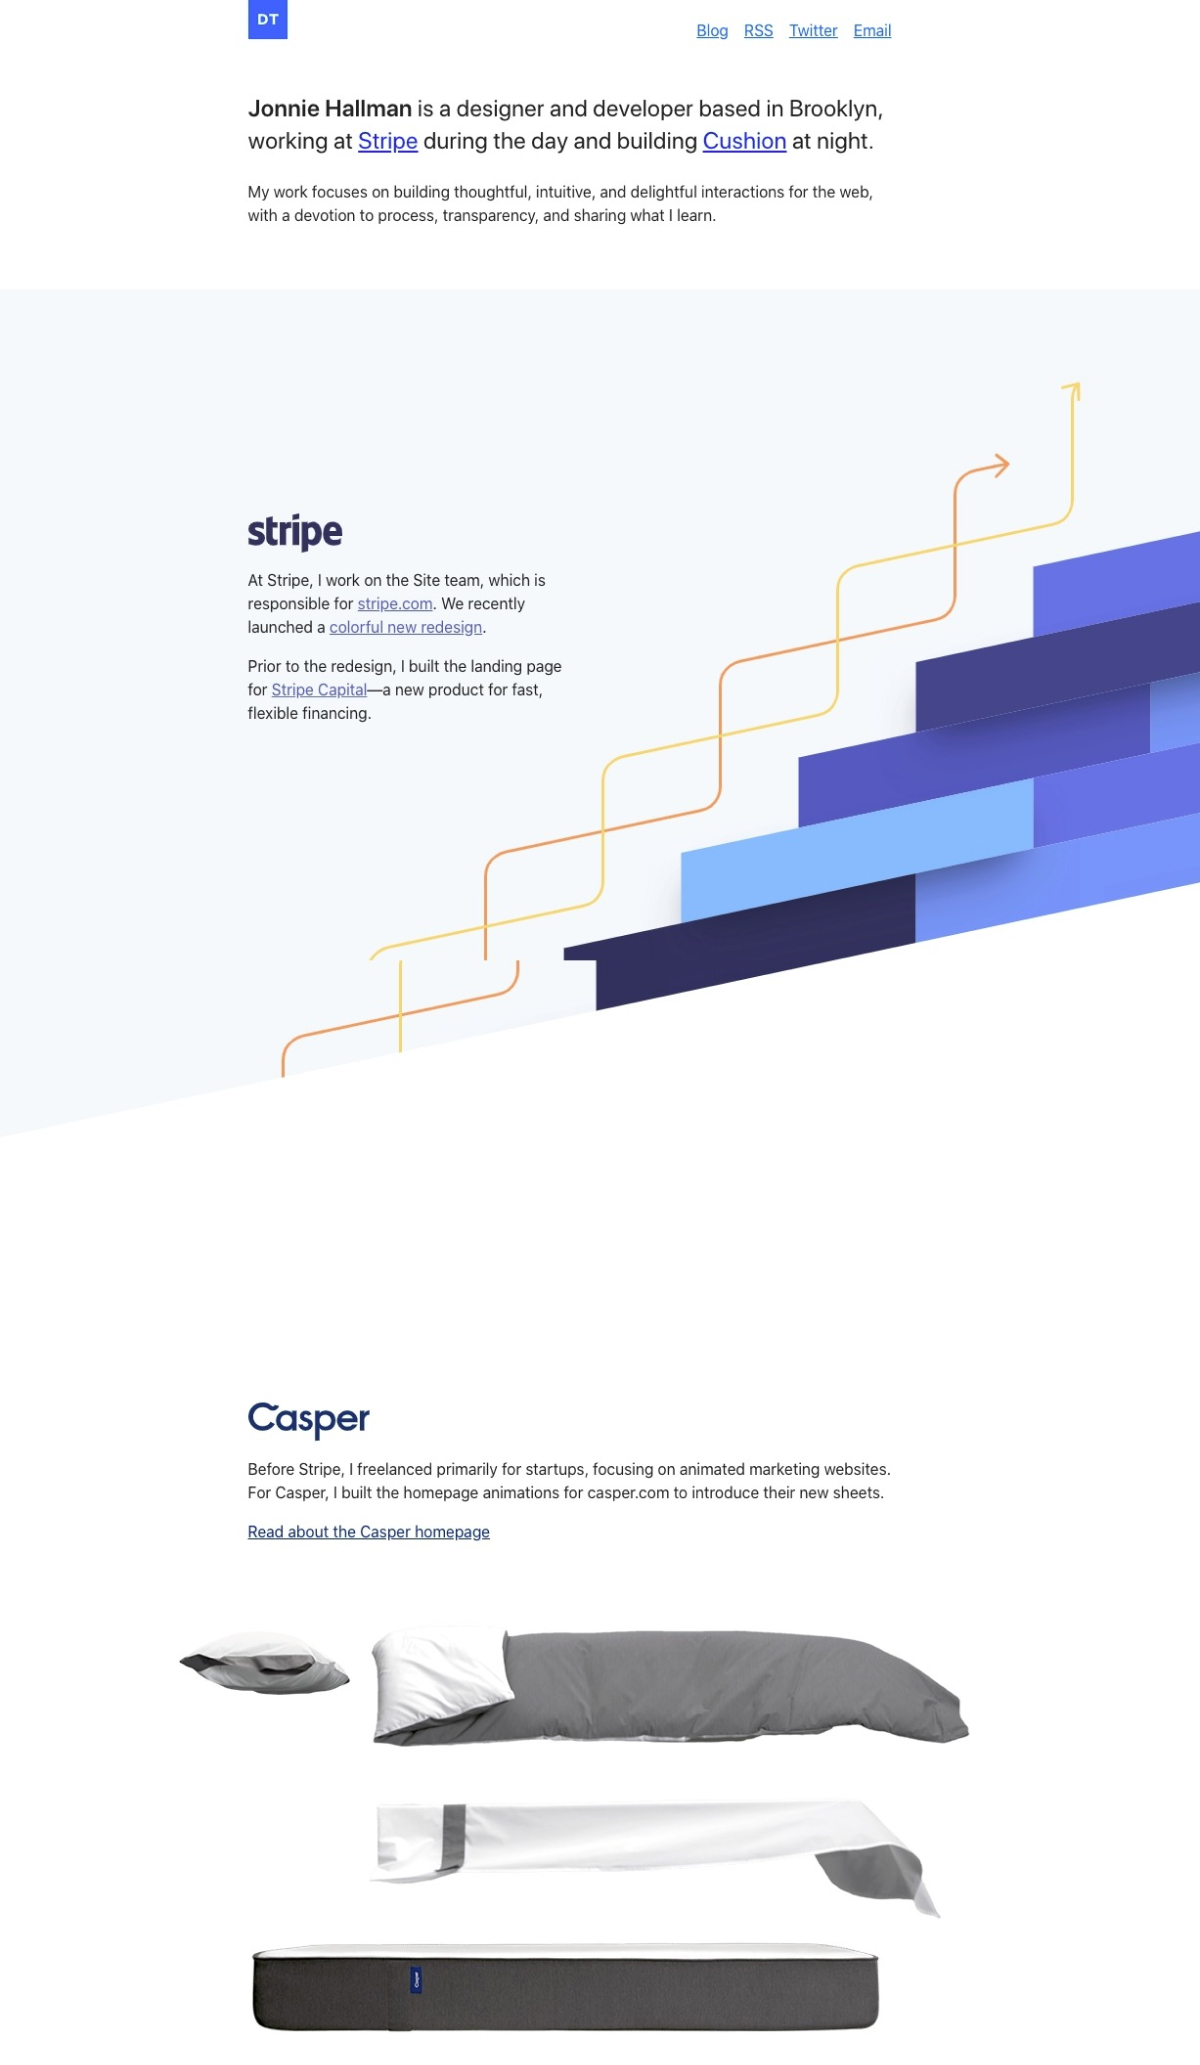 DT
Blog RSS Twitter Email
Jonnie Hallman is a designer and developer based in Brooklyn,
working at Stripe during the day and building Cushion at night.
My work focuses on building thoughtful, intuitive, and delightful interactions for the web,
with a devotion to process, transparency, and sharing what I learn.
stripe
At Stripe, I work on the Site team, which is
responsible for stripe.com. We recently
launched a colorful new redesign.
Prior to the redesign, I built the landing page
for Stripe Capital—a new product for fast,
flexible financing.
Casper
Before Stripe, I freelanced primarily for startups, focusing on animated marketing websites.
For Casper, I built the homepage animations for casper.com to introduce their new sheets.
Read about the Casper homepage
Casper